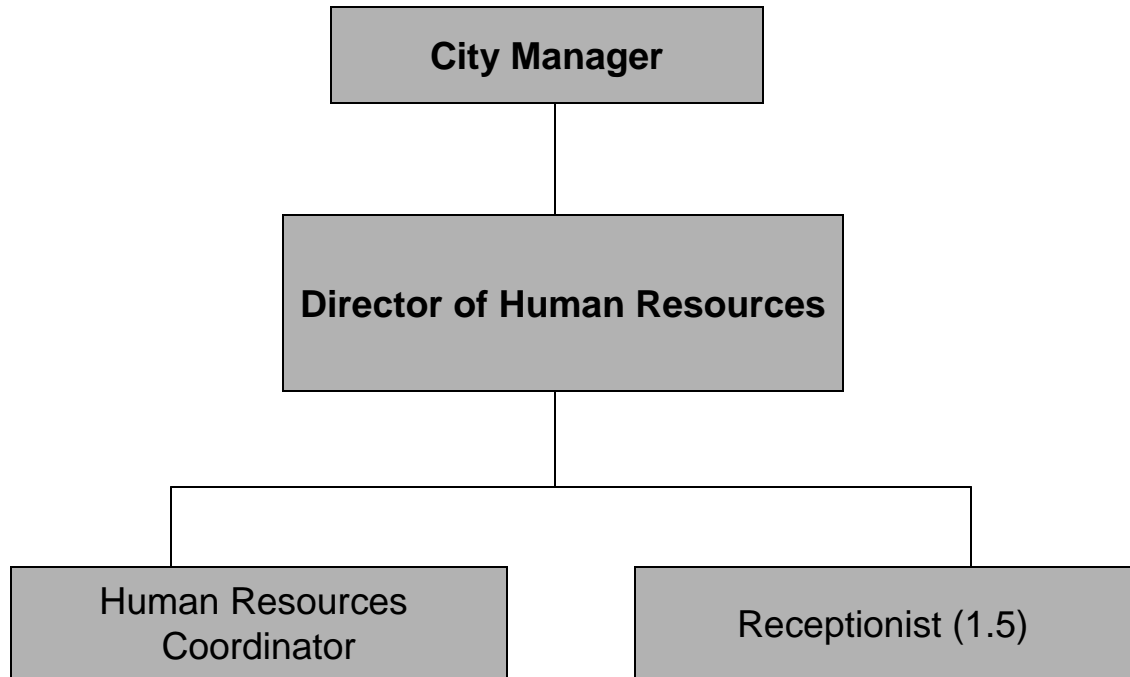 City Manager
Director of Human Resources
Human Resources
Coordinator
Receptionist (1.5)